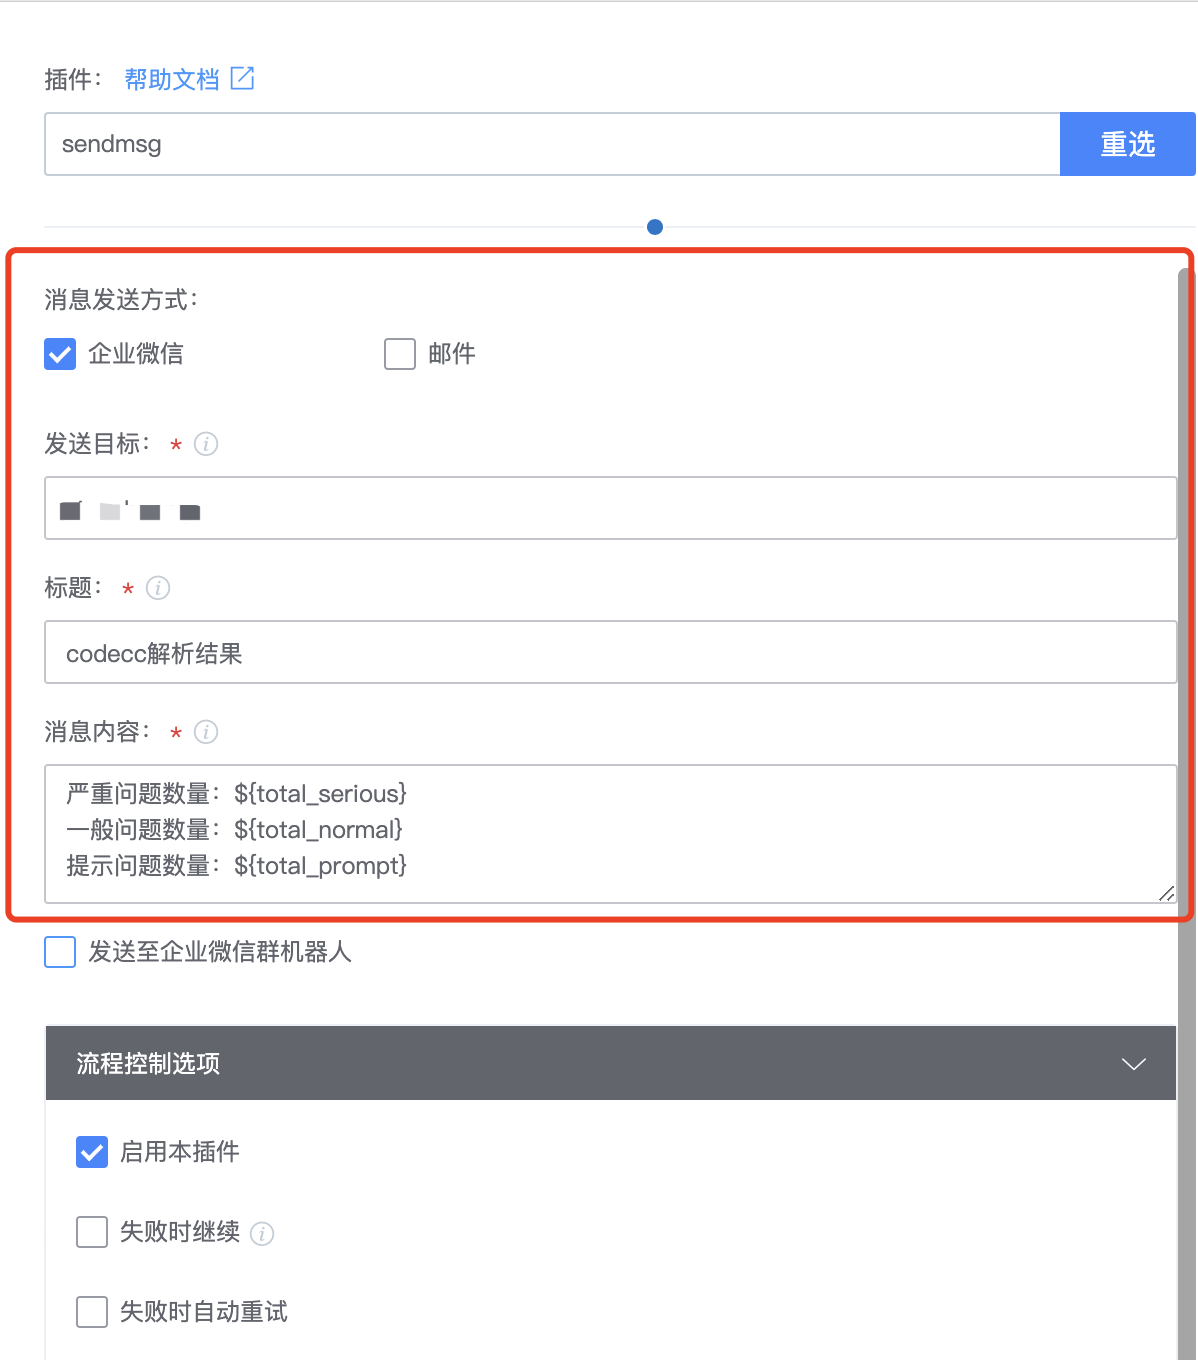 插件： 帮助文档
sendmsg
重选
消息发送方式：
企业微信 邮件
发送目标： *
标题： *
codecc解析结果
消息内容： *
严重问题数量：${total_serious}
一般问题数量：${total_normal}
提示问题数量：${total_prompt}
发送至企业微信群机器人
流程控制选项
启用本插件
失败时继续
失败时自动重试